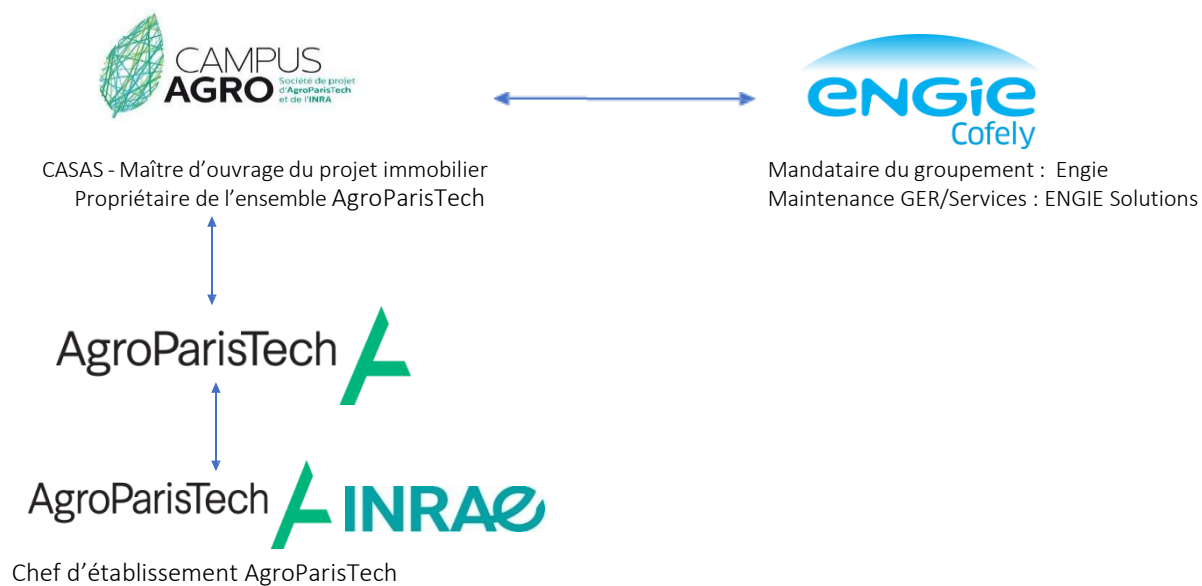 CAMPUS
AGRO
Société de projet
d'AgroParisTech
et de l'INRA
ENGIE
Cofely
CASAS - Maître d’ouvrage du projet immobilier
Propriétaire de l’ensemble AgroParisTech
Mandataire du groupement : Engie
Maintenance GER/Services : ENGIE Solutions
AgroParisTech
AgroParisTech INRAE
Chef d’établissement AgroParisTech